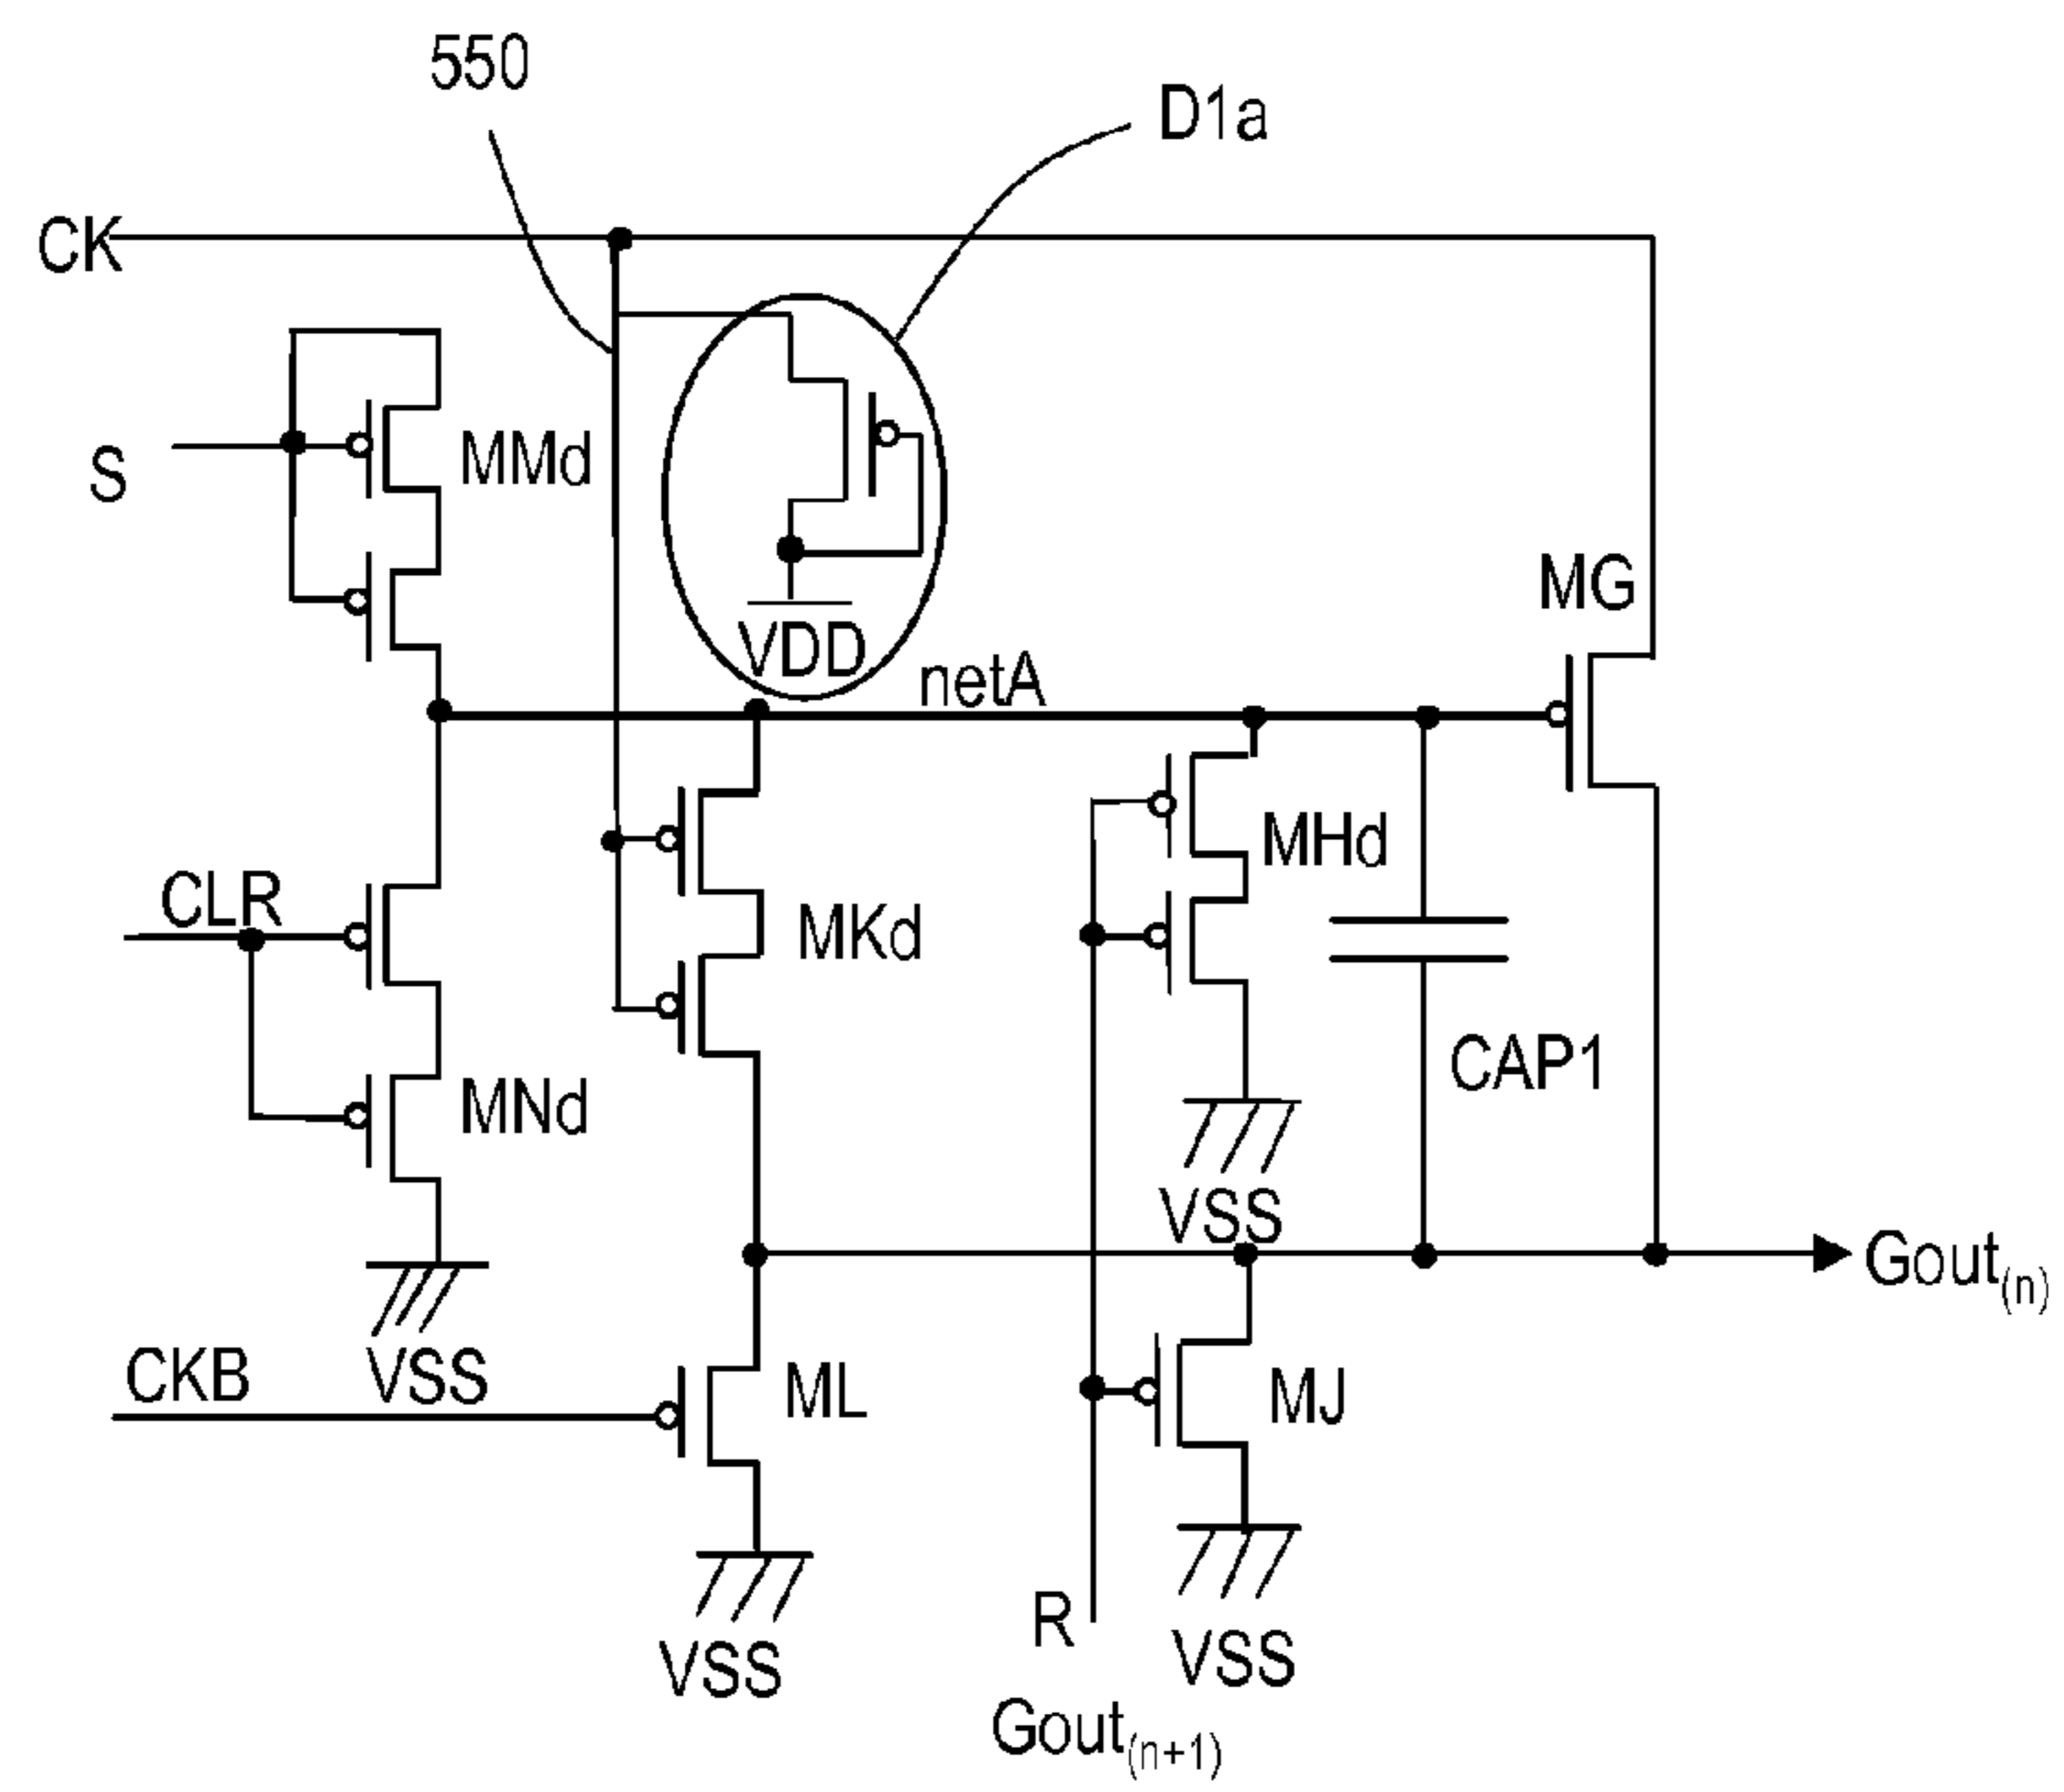 550
D1a
CK
MMd
S
MG
VDD
netA
MHd
CLR
MKd
CAP1
MNd
VSS
Gout(n)
CKB
VSS
ML
MJ
R
VSS
VSS
Gout(n+1)